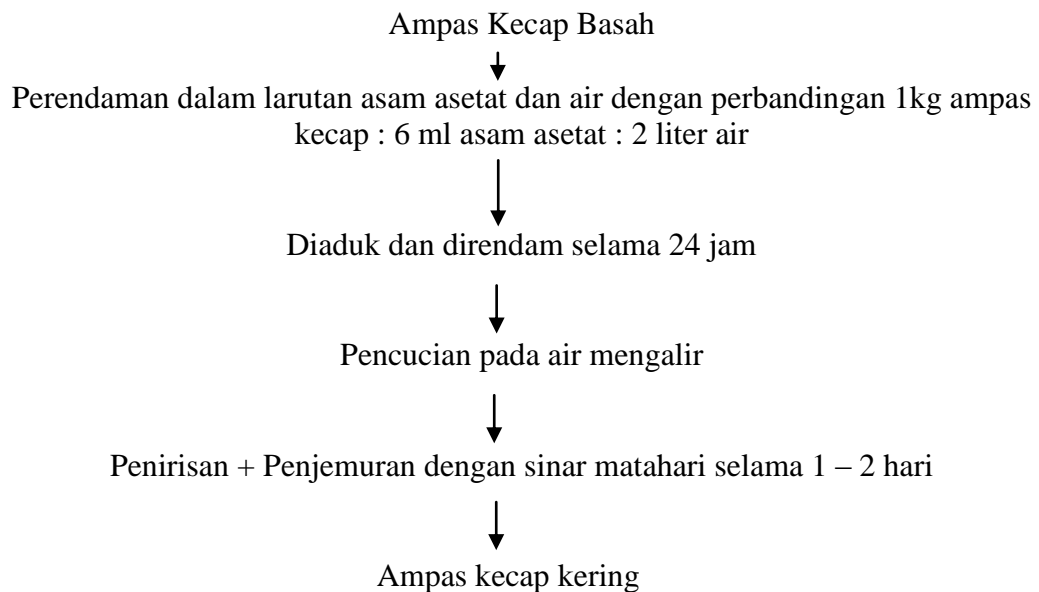 Ampas Kecap Basah
Perendaman dalam larutan asam asetat dan air dengan perbandingan 1kg ampas
kecap : 6 ml asam asetat : 2 liter air
Diaduk dan direndam selama 24 jam
Pencucian pada air mengalir
Penirisan + Penjemuran dengan sinar matahari selama 1 – 2 hari
Ampas kecap kering